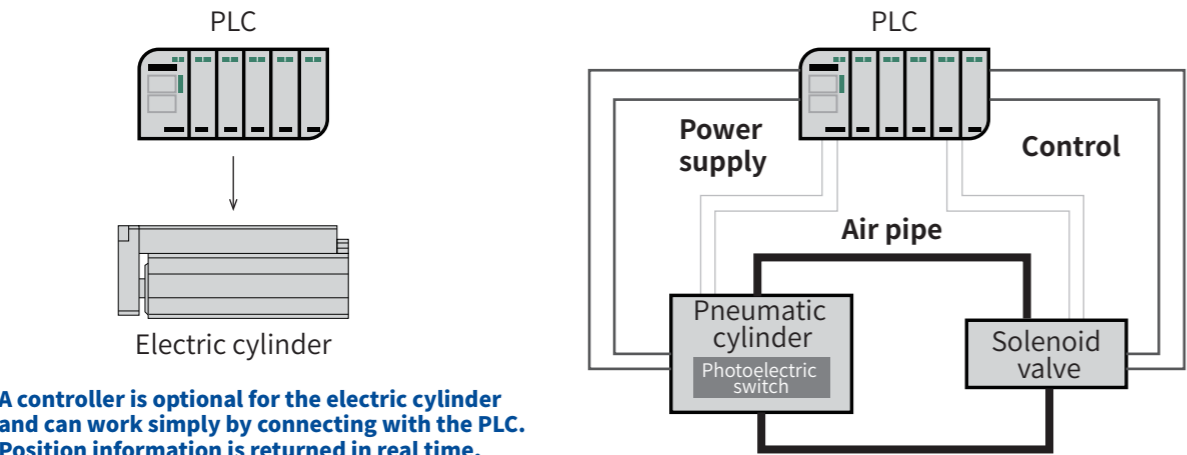 PLC
Electric cylinder
A controller is optional for the electric cylinder
and can work simply by connecting with the PLC.
Position information is returned in real time.
PLC
Power
supply
Control
Air pipe
Pneumatic
cylinder
Photoelectric
switch
Solenoid
valve